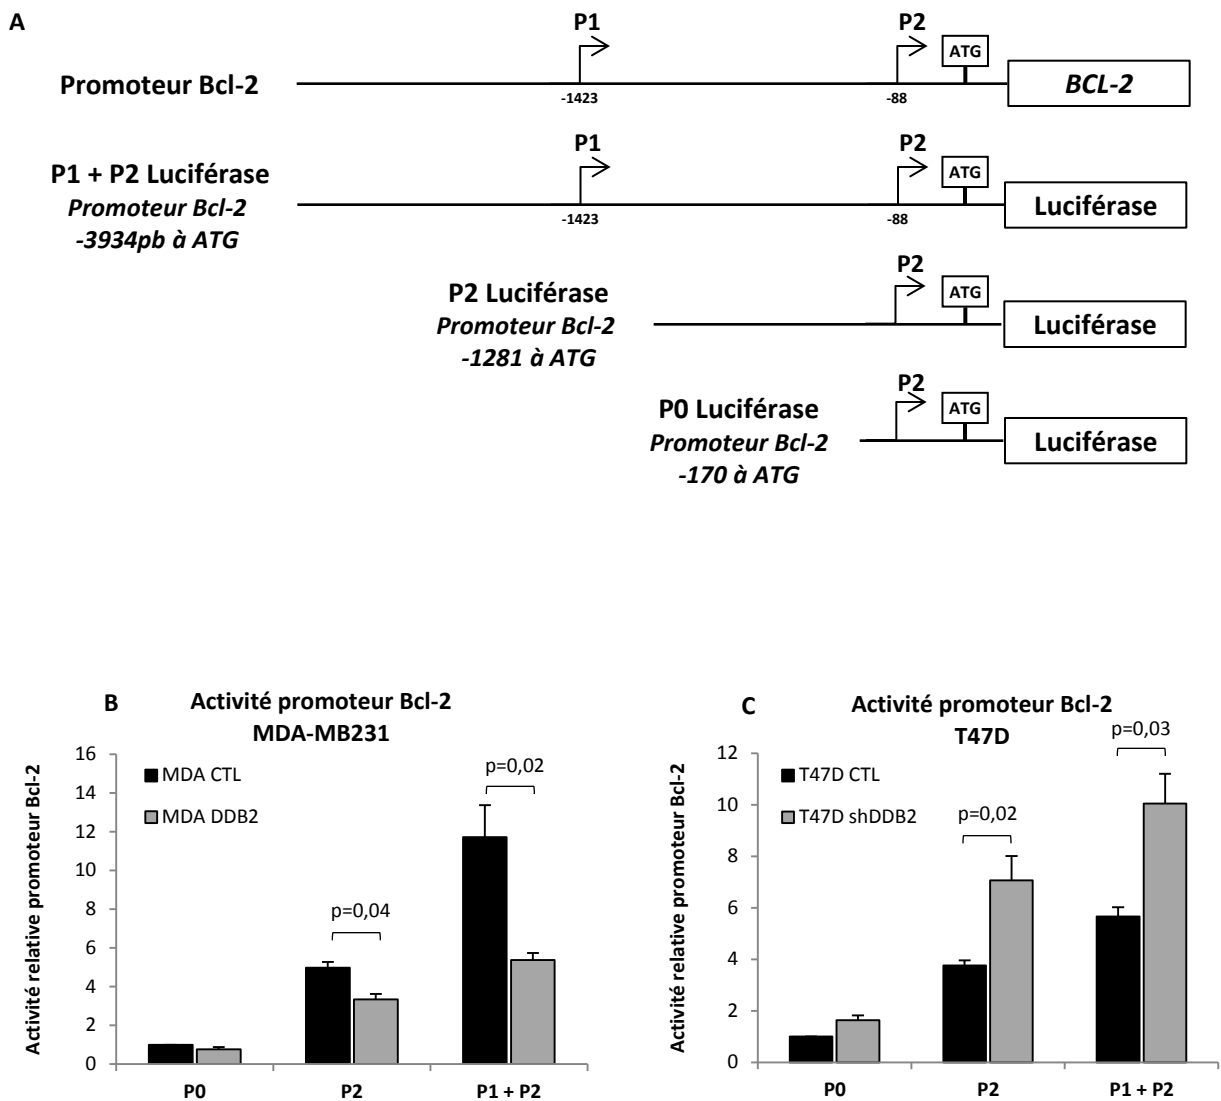 A
P1
P2
ATG
Promoteur Bcl-2
BCL-2
-1423
-88
P1
P2
ATG
P1 + P2 Luciférase
Promoteur Bcl-2
-3934pb à ATG
Luciférase
-1423
-88
P2
ATG
P2 Luciférase
Promoteur Bcl-2
-1281 à ATG
Luciférase
P2
ATG
P0 Luciférase
Promoteur Bcl-2
-170 à ATG
Luciférase
B
Activité promoteur Bcl-2
MDA-MB231
Activité relative promoteur Bcl-2
16
14
12
10
8
6
4
2
0
MDA CTL
MDA DDB2
p=0,04
p=0,02
P0
P2
P1 + P2
C
Activité promoteur Bcl-2
T47D
Activité relative promoteur Bcl-2
12
10
8
6
4
2
0
T47D CTL
T47D shDDB2
p=0,02
p=0,03
P0
P2
P1 + P2